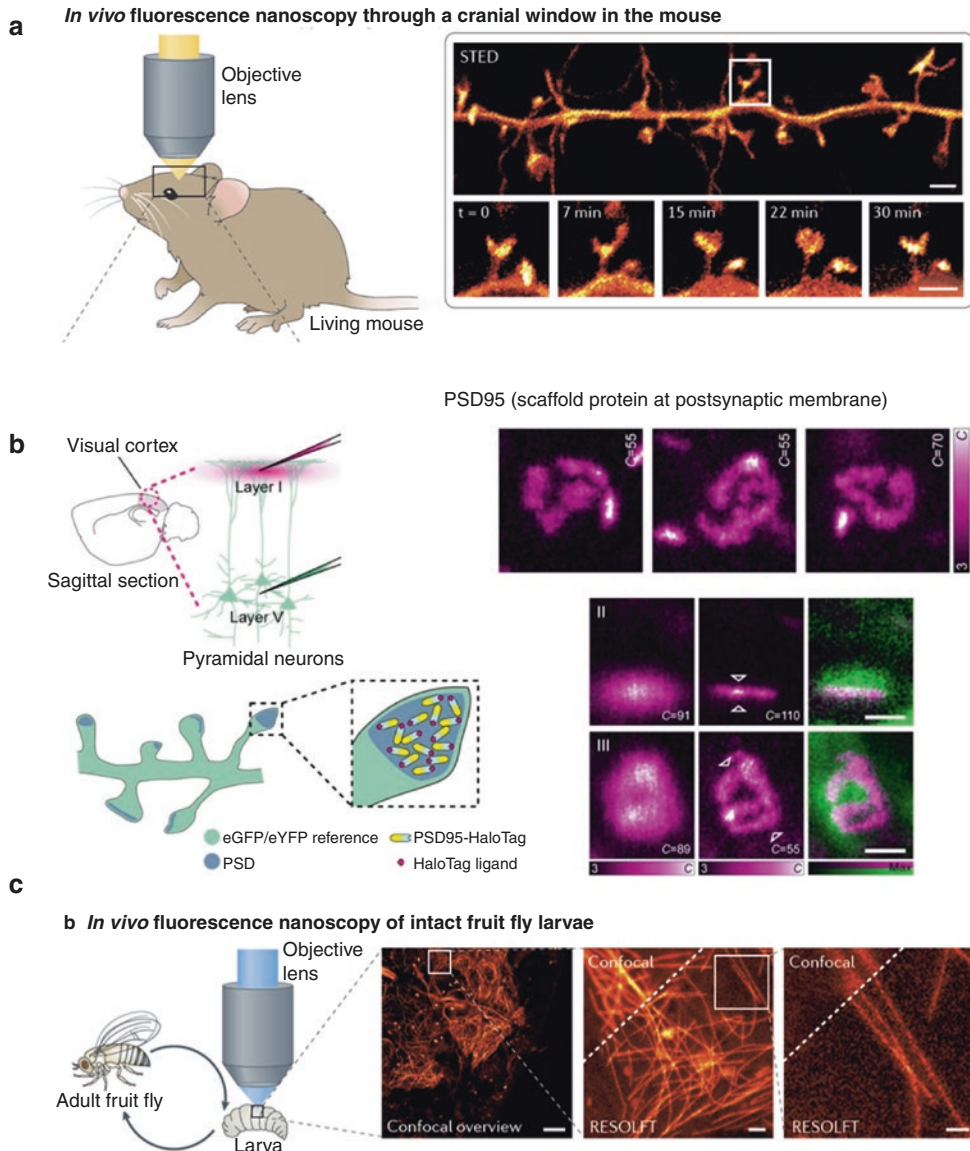 In vivo fluorescence nanoscopy through a cranial window in the mouse
a
Objective
lens
Living mouse
STED
t = 0
7 min
15 min
22 min
30 min
PSD95 (scaffold protein at postsynaptic membrane)
b
Visual cortex
Sagittal section
Layer I
Layer V
Pyramidal neurons
C=55
C=55
C=70
3 C
II
C=91
C=110
III
C=89
C=55
3 C
3 C
Max
eGFP/eYFP reference
PSD95-HaloTag
PSD
HaloTag ligand
c
b In vivo fluorescence nanoscopy of intact fruit fly larvae
Objective
lens
Adult fruit fly
Larva
Confocal overview
Confocal
RESOLFT
Confocal
RESOLFT